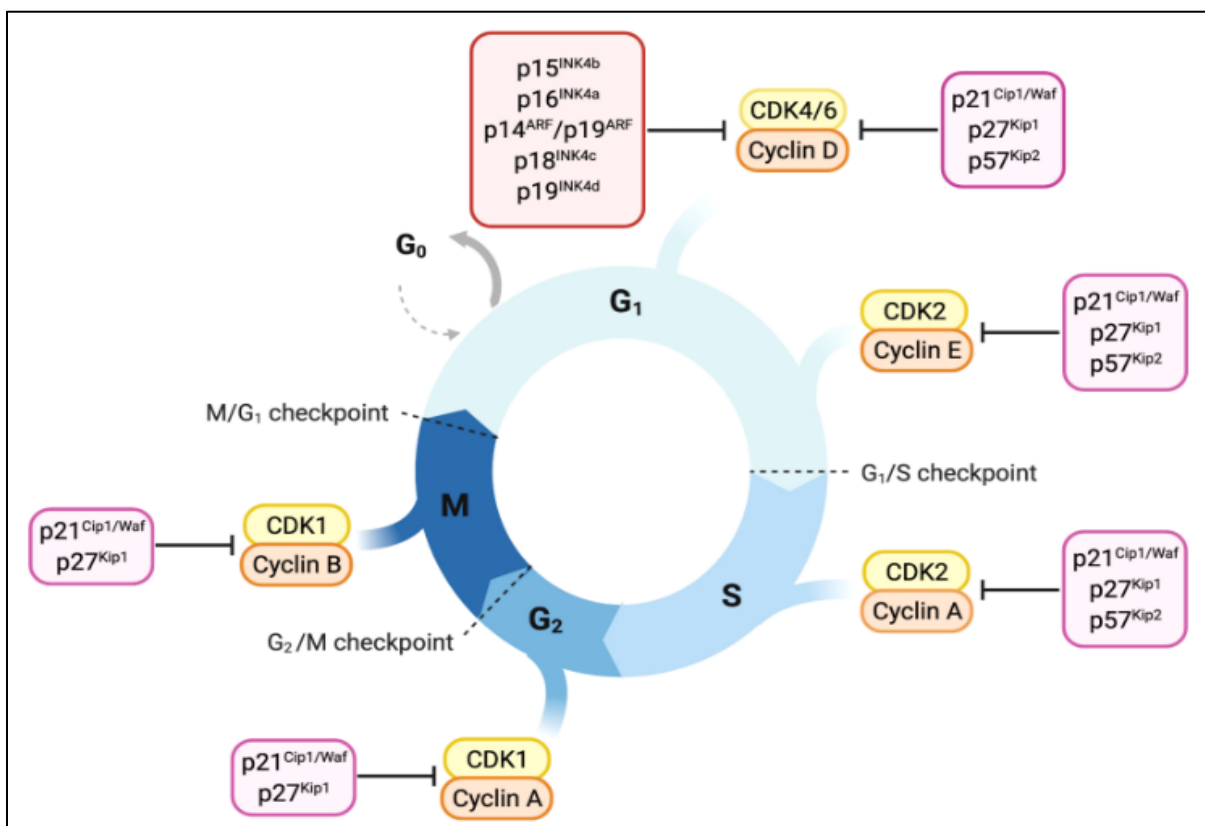 p15INK4b
p16INK4a
p14ARF/p19ARF
p18INK4c
p19INK4d
CDK4/6
Cyclin D
p21Cip1/Waf
p27Kip1
p57Kip2
G0
G1
CDK2
Cyclin E
p21Cip1/Waf
p27Kip1
p57Kip2
M/G1 checkpoint
G1/S checkpoint
p21Cip1/Waf
p27Kip1
CDK1
Cyclin B
M
S
CDK2
Cyclin A
p21Cip1/Waf
p27Kip1
p57Kip2
G2
G2/M checkpoint
p21Cip1/Waf
p27Kip1
CDK1
Cyclin A